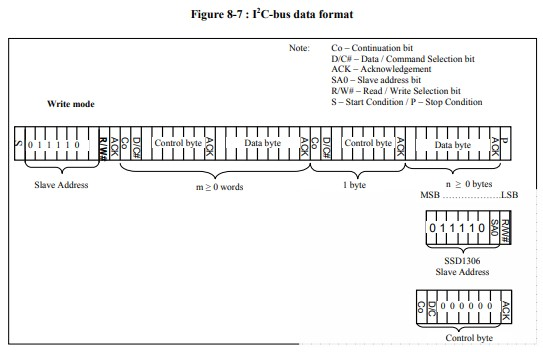 Figure 8-7 : I²C-bus data format
Note: Co – Continuation bit
D/C# – Data / Command Selection bit
ACK – Acknowledgement
SA0 – Slave address bit
R/W# – Read / Write Selection bit
S – Start Condition / P – Stop Condition
Write mode
S 0 1 1 1 1 0 R/W# ACK Co D/C# Control byte ACK Data byte ACK Co D/C# Control byte ACK Data byte ACK P
Slave Address m ≥ 0 words 1 byte n ≥ 0 bytes
MSB ……………….LSB
0 1 1 1 1 0 SA0 R/W#
SSD1306
Slave Address
Co D/C 0 0 0 0 0 0 ACK
Control byte